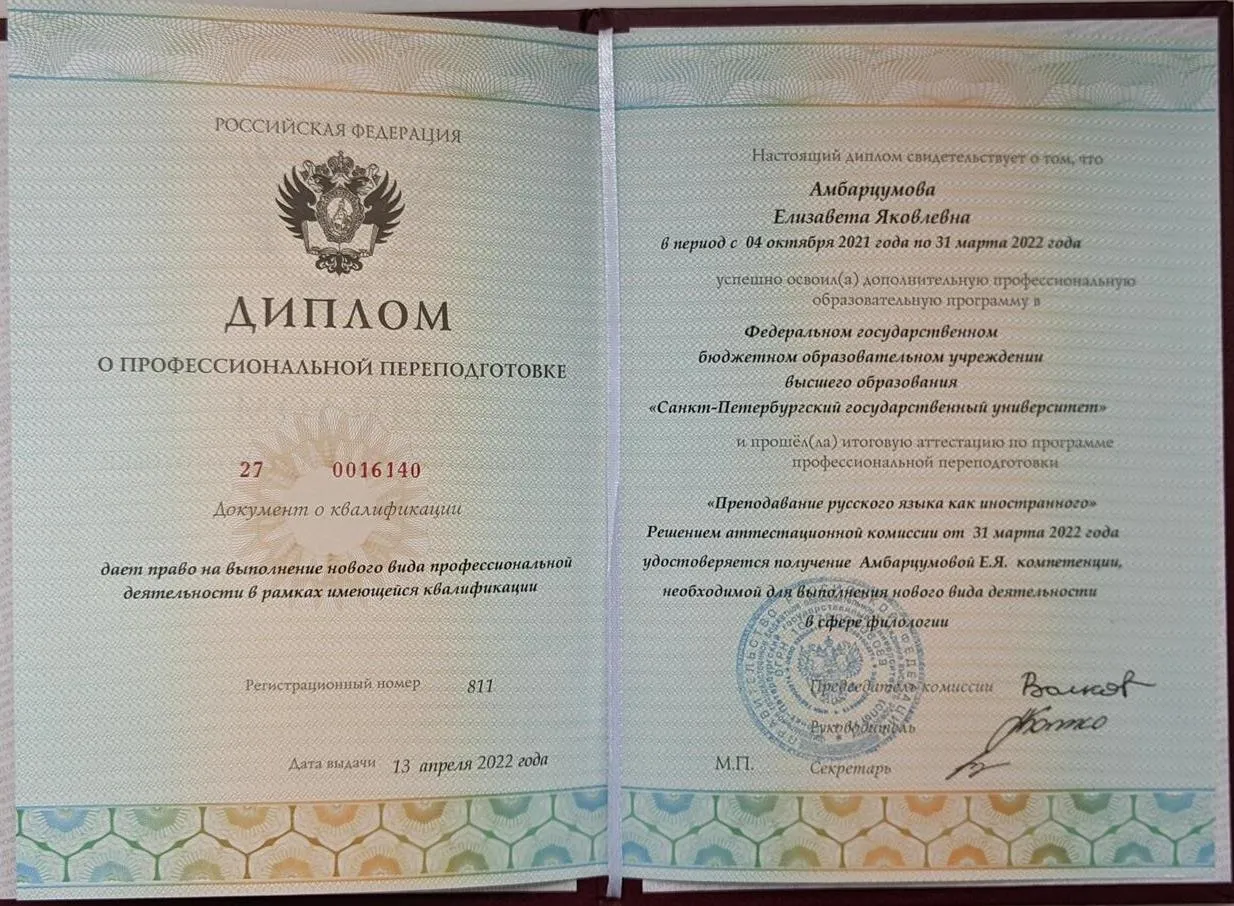 РОССИЙСКАЯ ФЕДЕРАЦИЯ
ДИПЛОМ
О ПРОФЕССИОНАЛЬНОЙ ПЕРЕПОДГОТОВКЕ
27 0016140
Документ о квалификации
дает право на выполнение нового вида профессиональной
деятельности в рамках имеющейся квалификации
Регистрационный номер 811
Дата выдачи 13 апреля 2022 года
Настоящий диплом свидетельствует о том, что
Амбарцумова
Елизавета Яковлевна
в период с 04 октября 2021 года по 31 марта 2022 года
успешно освоил(а) дополнительную профессиональную
образовательную программу в
Федеральном государственном
бюджетном образовательном учреждении
высшего образования
«Санкт-Петербургский государственный университет»
и прошёл(ла) итоговую аттестацию по программе
профессиональной переподготовки
«Преподавание русского языка как иностранного»
Решением аттестационной комиссии от 31 марта 2022 года
удостоверяется получение Амбарцумовой Е.Я. компетенции,
необходимой для выполнения нового вида деятельности
в сфере филологии
Председатель комиссии
Руководитель
М.П. Секретарь